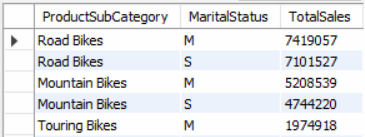 ProductSubCategory MaritalStatus TotalSales
Road Bikes M 7419057
Road Bikes S 7101527
Mountain Bikes M 5208539
Mountain Bikes S 4744220
Touring Bikes M 1974918